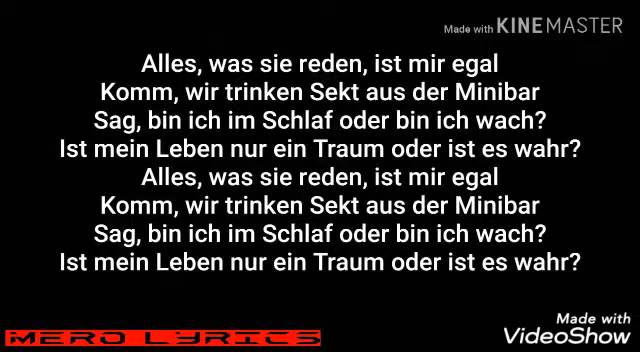 Made with KINEMASTER
Alles, was sie reden, ist mir egal
Komm, wir trinken Sekt aus der Minibar
Sag, bin ich im Schlaf oder bin ich wach?
Ist mein Leben nur ein Traum oder ist es wahr?
Alles, was sie reden, ist mir egal
Komm, wir trinken Sekt aus der Minibar
Sag, bin ich im Schlaf oder bin ich wach?
Ist mein Leben nur ein Traum oder ist es wahr?
Made with
VideoShow
MERO LYRICS